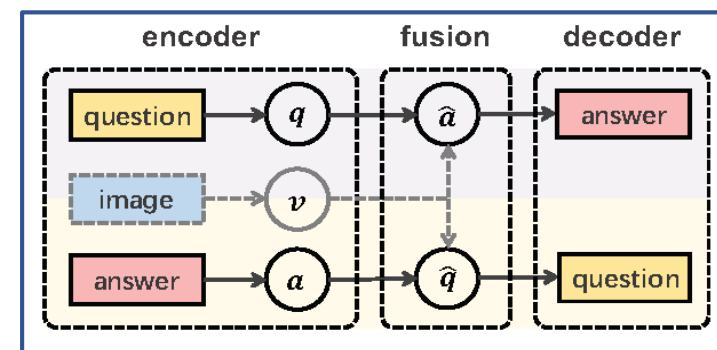 encoder fusion decoder
question q â answer
image v
answer a q̂ question